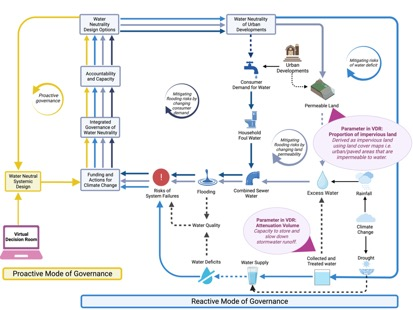 Water
Neutrality
Design Options
Water Neutrality
of Urban
Developments
Proactive
governance
Accountability
and Capacity
Mitigating
flooding risks by
changing
consumer
demand
Consumer
Demand for Water
Urban
Developments
Mitigating risks
of water deficit
Permeable Land
Parameter in VDR:
Proportion of impervious land
Derived as impervious land
using land cover maps i.e.
urban/paved areas that are
impermeable to water
Integrated
Governance of
Water Neutrality
Household
Foul Water
Mitigating
flooding risks by
changing land
permeability
Water Neutral
Systemic
Design
Funding and
Actions for
Climate Change
Risks of
System Failures
Flooding
Combined Sewer
Water
Excess Water
Rainfall
Virtual
Decision Room
Water Quality
Parameter in VDR:
Attenuation Volume
Capacity to store and
slow down
stormwater runoff
Climate
Change
Water Deficits
Water Supply
Collected and
Treated water
Drought
Proactive Mode of Governance
Reactive Mode of Governance